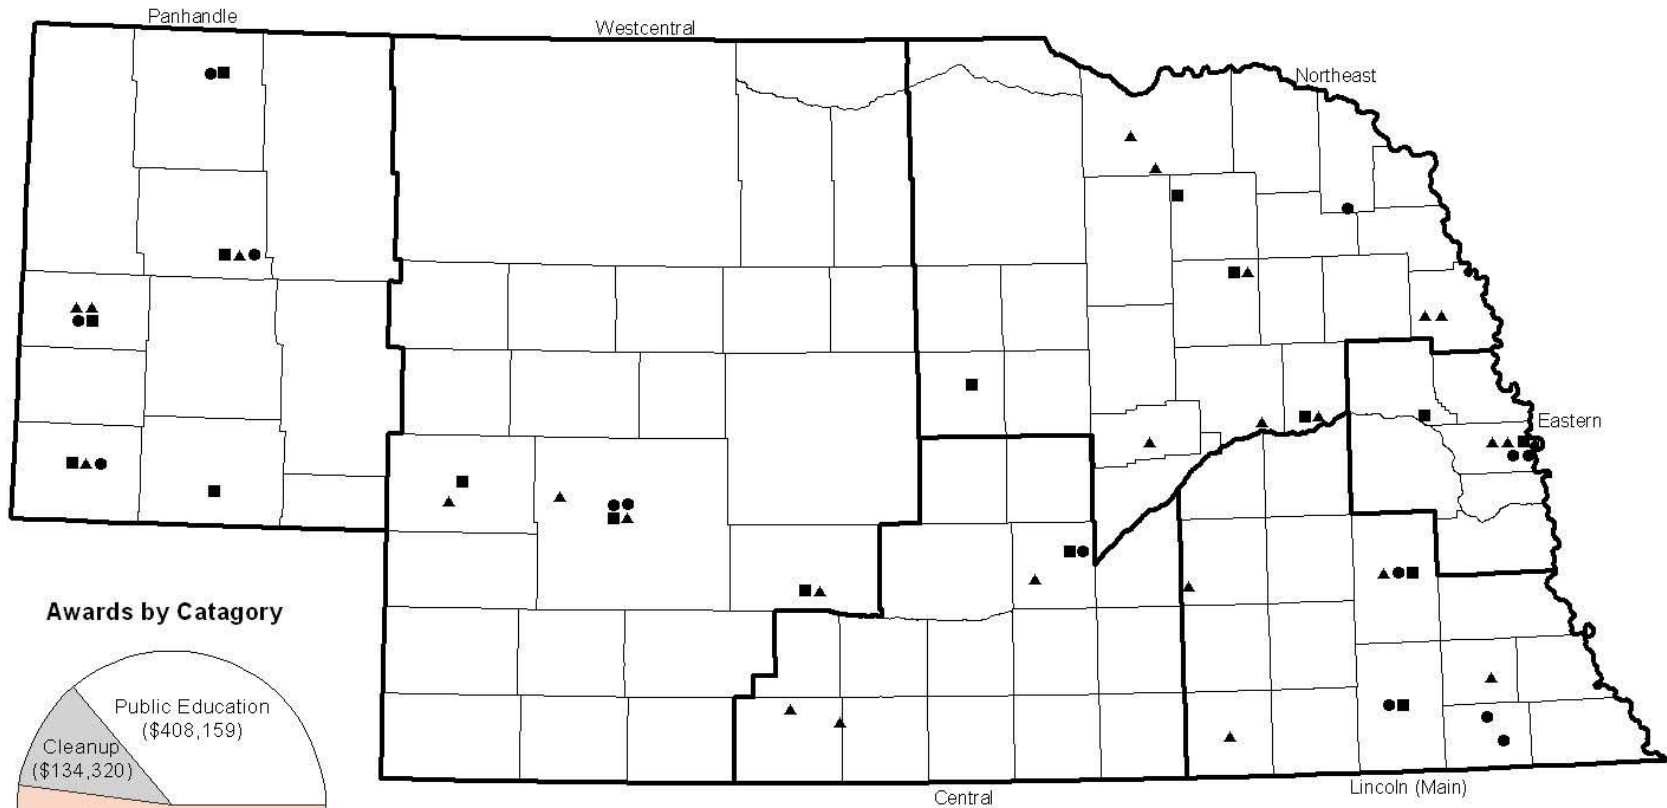 Panhandle
Westcentral
Northeast
Eastern
Awards by Catagory
Public Education
($408,159)
Cleanup
($134,320)
Lincoln (Main)
Central